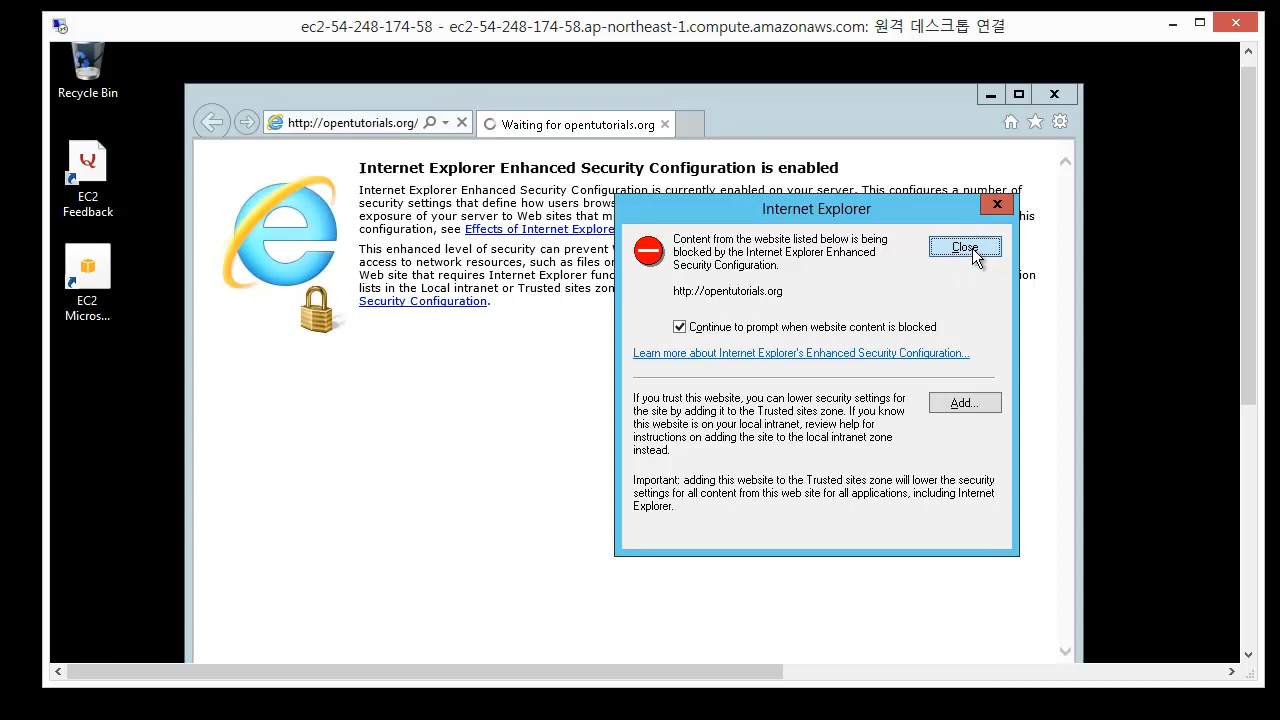 ec2-54-248-174-58 - ec2-54-248-174-58.ap-northeast-1.compute.amazonaws.com: 원격 데스크톱 연결
Recycle Bin
EC2
Feedback
EC2
Micros...
http://opentutorials.org/
Waiting for opentutorials.org
Internet Explorer Enhanced Security Configuration is enabled
Internet Explorer Enhanced Security Configuration is currently enabled on your server. This configures a number of
security settings that define how users brows
exposure of your server to Web sites that mi
his
configuration, see Effects of Internet Explore
This enhanced level of security can prevent W
access to network resources, such as files or
Web site that requires Internet Explorer func
ion
lists in the Local intranet or Trusted sites zon
Security Configuration.
Internet Explorer
Content from the website listed below is being
blocked by the Internet Explorer Enhanced
Security Configuration.
Close
http://opentutorials.org
Continue to prompt when website content is blocked
Learn more about Internet Explorer's Enhanced Security Configuration...
If you trust this website, you can lower security settings for
the site by adding it to the Trusted sites zone. If you know
this website is on your local intranet, review help for
instructions on adding the site to the local intranet zone
instead.
Add...
Important: adding this website to the Trusted sites zone will lower the security
settings for all content from this web site for all applications, including Internet
Explorer.